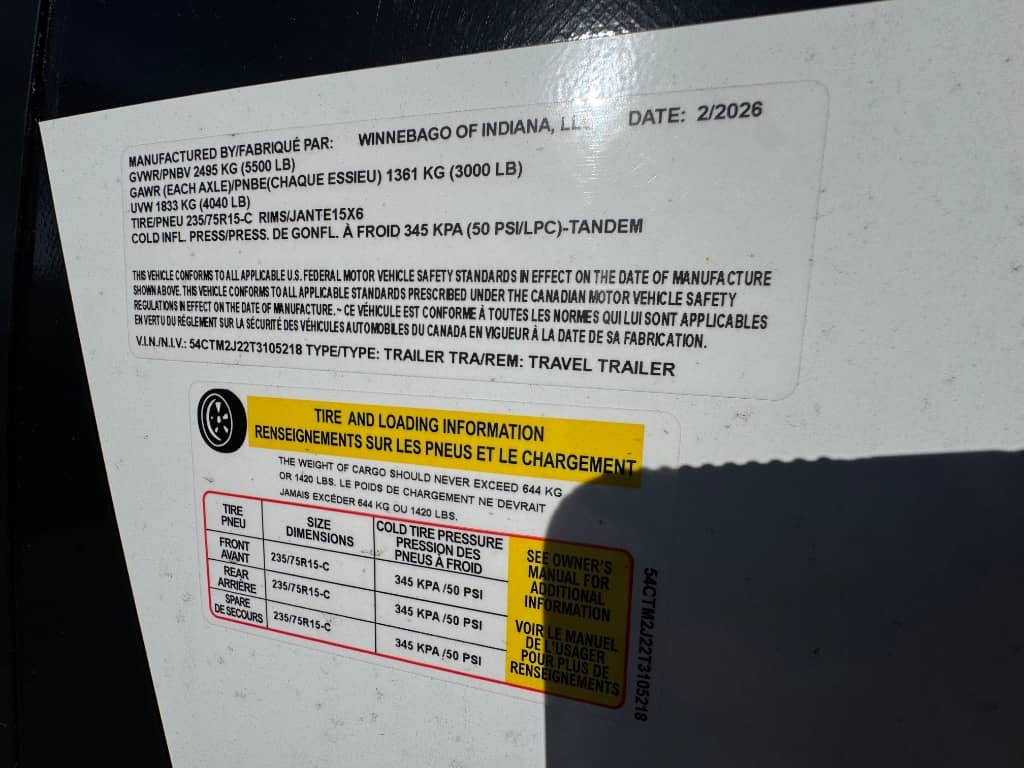 MANUFACTURED BY/FABRIQUÉ PAR: WINNEBAGO OF INDIANA, DATE: 2/2026
GVWR/PNBV 2495 KG (5500 LB)
GAWR (EACH AXLE)/PNBE(CHAQUE ESSIEU) 1361 KG (3000 LB)
UVW 1833 KG (4040 LB)
TIRE/PNEU 235/75R15-C RIMS/JANTE15X6
COLD INFL. PRESS/PRESS. DE GONFL. À FROID 345 KPA (50 PSI/LPC)-TANDEM
THIS VEHICLE CONFORMS TO ALL APPLICABLE U.S. FEDERAL MOTOR VEHICLE SAFETY STANDARDS IN EFFECT ON THE DATE OF MANUFACTURE
SHOWN ABOVE. THIS VEHICLE CONFORMS TO ALL APPLICABLE STANDARDS PRESCRIBED UNDER THE CANADIAN MOTOR VEHICLE SAFETY
REGULATIONS IN EFFECT ON THE DATE OF MANUFACTURE.~ CE VÉHICULE EST CONFORME À TOUTES LES NORMES QUI LUI SONT APPLICABLES
EN VERTU DU RÉGLEMENT SUR LA SÉCURITÉ DES VÉHICULES AUTOMOBILES DU CANADA EN VIGUEUR À LA DATE DE SA FABRICATION.
V.I.N./N.I.V.: 54CTM2J22T3105218 TYPE/TYPE: TRAILER TRA/REM: TRAVEL TRAILER
TIRE AND LOADING INFORMATION
RENSEIGNEMENTS SUR LES PNEUS ET LE CHARGEMENT
THE WEIGHT OF CARGO SHOULD NEVER EXCEED 644 KG
OR 1420 LBS. LE POIDS DE CHARGEMENT NE DEVRAIT
JAMAIS EXCÉDER 644 KG OU 1420 LBS.
TIRE
PNEU
SIZE
DIMENSIONS
COLD TIRE PRESSURE
PRESSION DES
PNEUS À FROID
FRONT
AVANT
235/75R15-C
345 KPA /50 PSI
REAR
ARRIÈRE
235/75R15-C
345 KPA /50 PSI
SPARE
DE SECOURS
235/75R15-C
345 KPA /50 PSI
SEE OWNER'S
MANUAL FOR
ADDITIONAL
INFORMATION
VOIR LE MANUEL
DE L'USAGER
POUR PLUS DE
RENSEIGNEMENTS
54CTM2J22T3105218